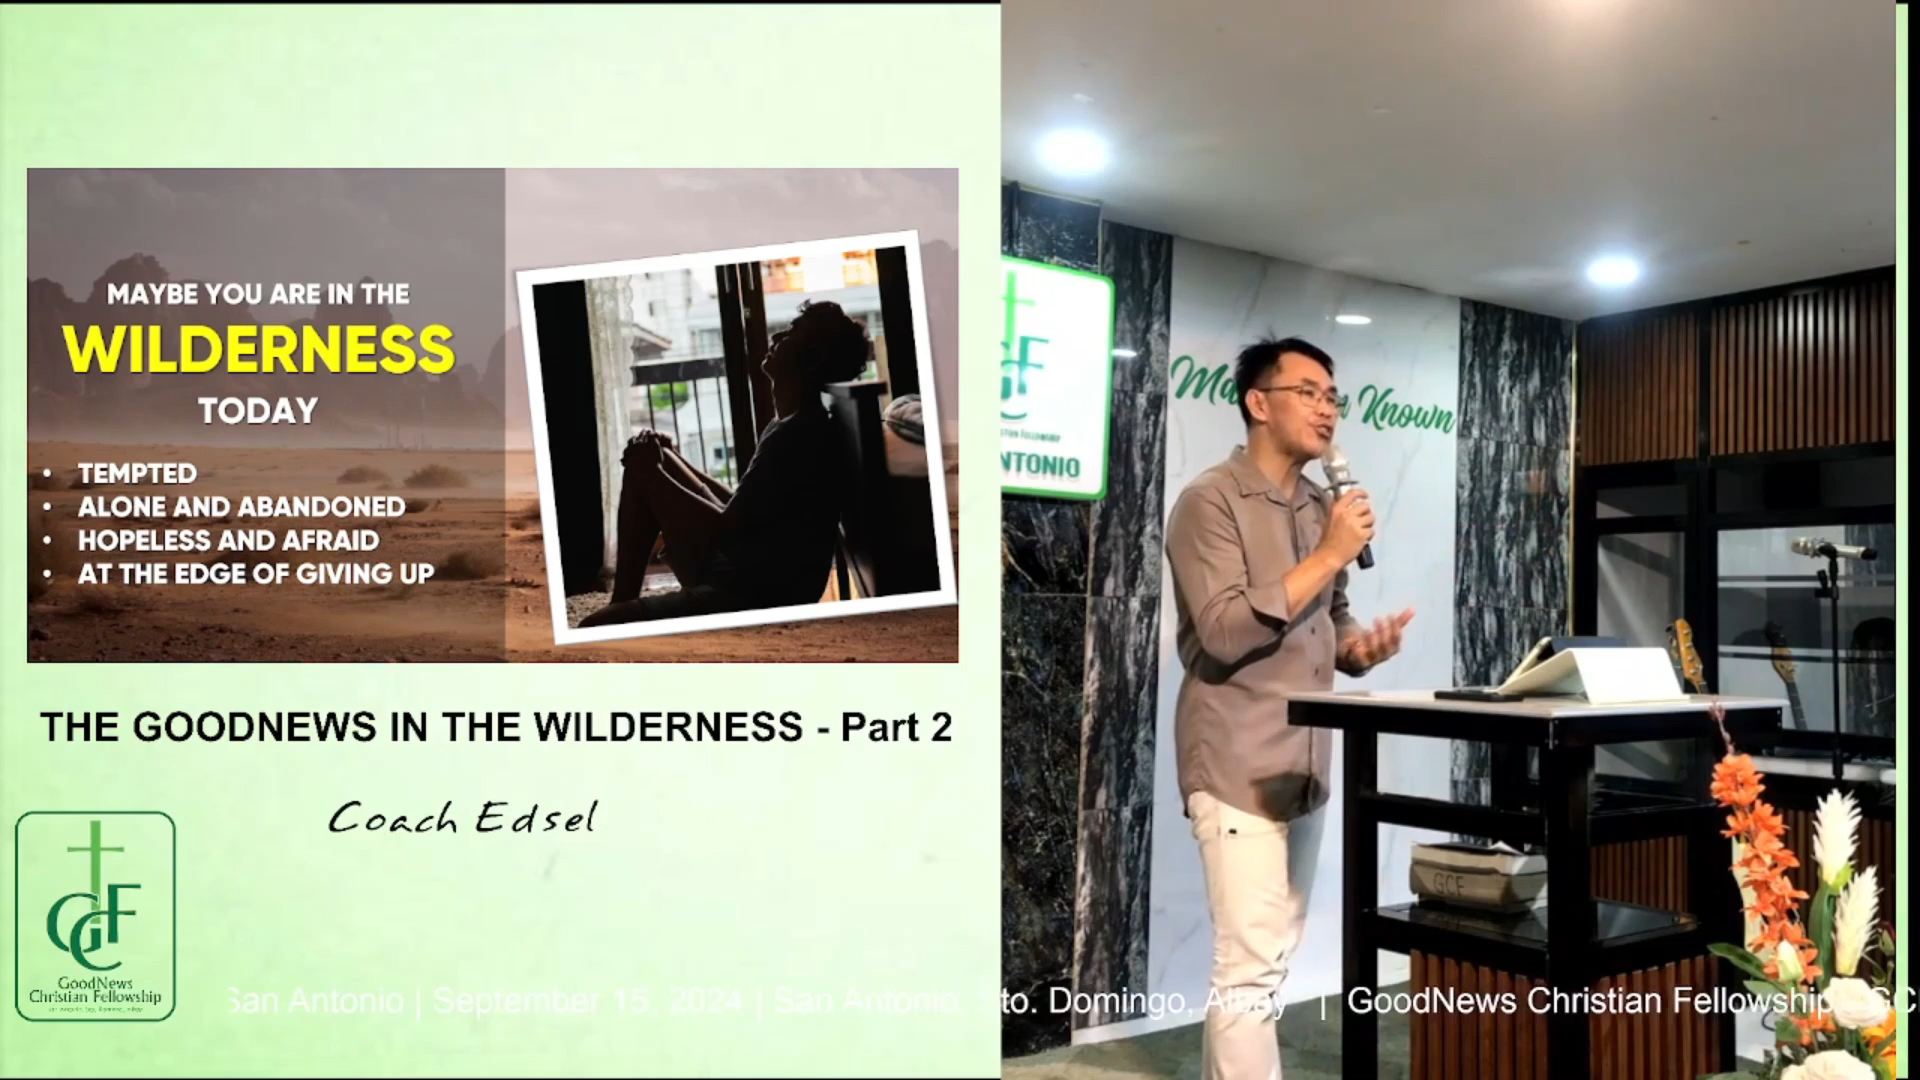 MAYBE YOU ARE IN THE
WILDERNESS
TODAY
• TEMPTED
• ALONE AND ABANDONED
• HOPELESS AND AFRAID
• AT THE EDGE OF GIVING UP
THE GOODNEWS IN THE WILDERNESS - Part 2
Coach Edsel
GCF
GoodNews
Christian Fellowship
Known
NTONIO
GCF
San Antonio | September 15, 2024 | San Antonio, to. Domingo, Albay | GoodNews Christian Fellowship